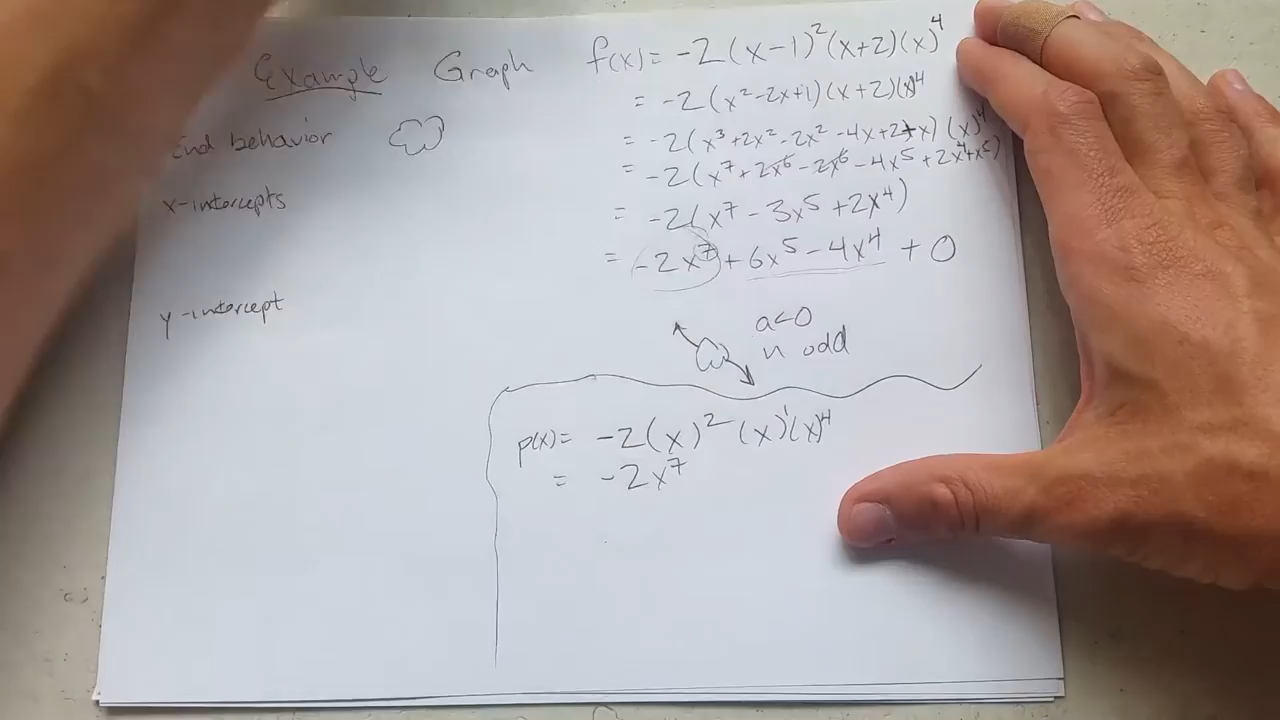 Example Graph f(x) = -2(x-1)²(x+2)(x)⁴
= -2(x²-2x+1)(x+2)(x)⁴
End behavior
= -2(x³+2x²-2x²-4x+2+x)(x)⁴
= -2(x⁷+2x⁶-2x⁶-4x⁵+2x⁴+x⁵)
x-intercepts
= -2(x⁷-3x⁵+2x⁴)
= -2x⁷+6x⁵-4x⁴+0
y-intercept
a<0
n odd
p(x) = -2(x)²(x)¹(x)⁴
= -2x⁷